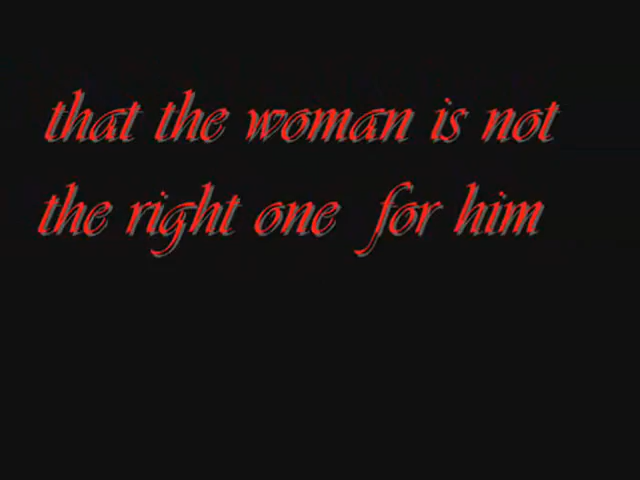 that the woman is not
the right one for him